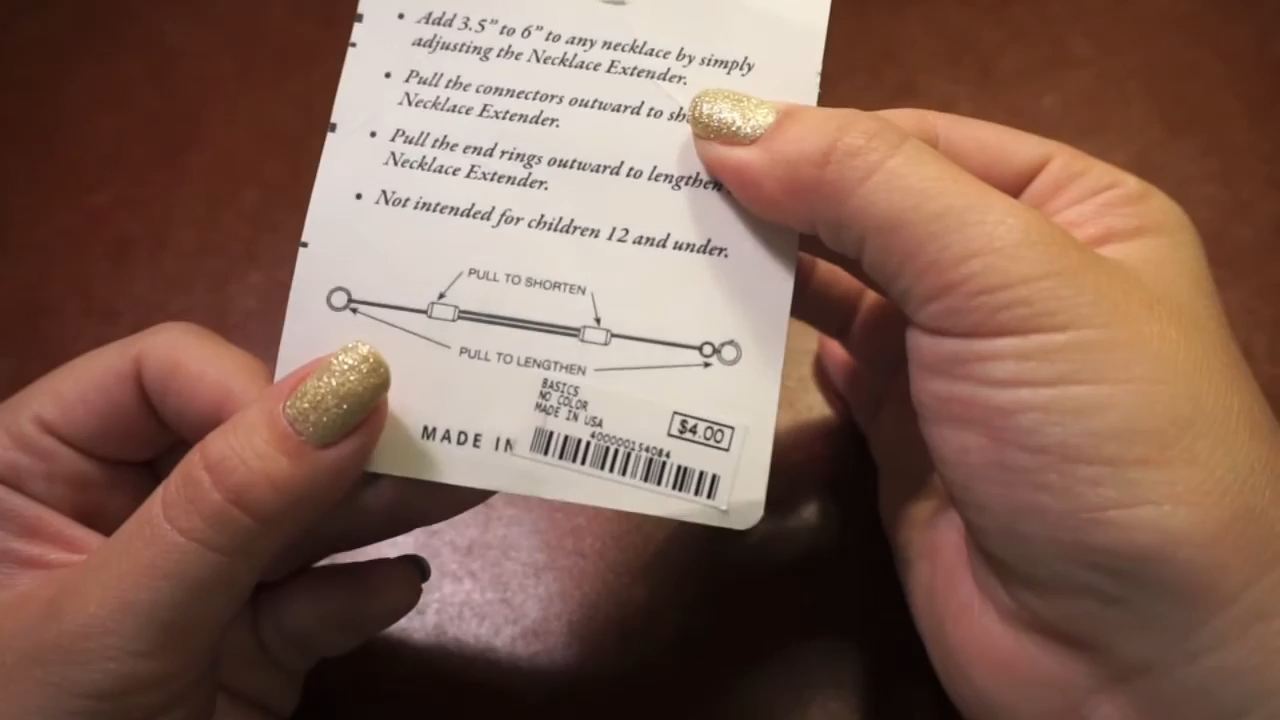 • Add 3.5” to 6” to any necklace by simply
adjusting the Necklace Extender.
• Pull the connectors outward to
Necklace Extender.
• Pull the end rings outward to lengthen
Necklace Extender.
• Not intended for children 12 and under.
PULL TO SHORTEN
PULL TO LENGTHEN
BASICS
NO COLOR
MADE IN USA
$4.00
400000154084
MADE IN